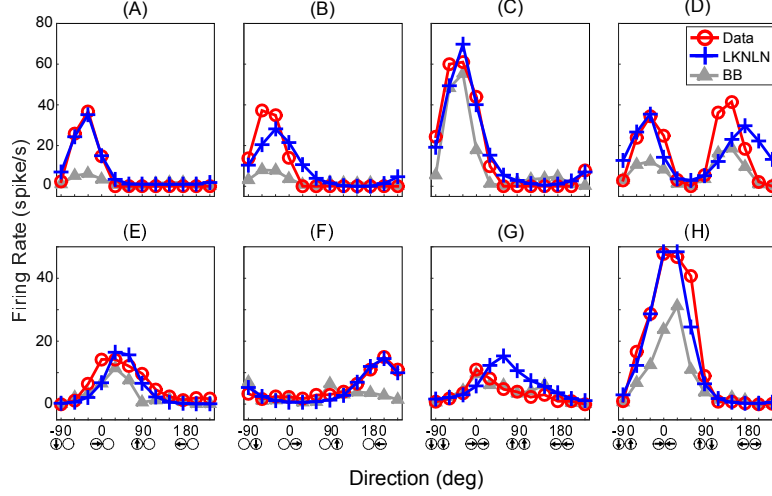 (A) (B) (C) (D)
80
60
40
20
0
Data
LKNLN
BB
Firing Rate (spike/s)
(E) (F) (G) (H)
40
20
0
-90 0 90 180 -90 0 90 180 -90 0 90 180 -90 0 90 180
Direction (deg)